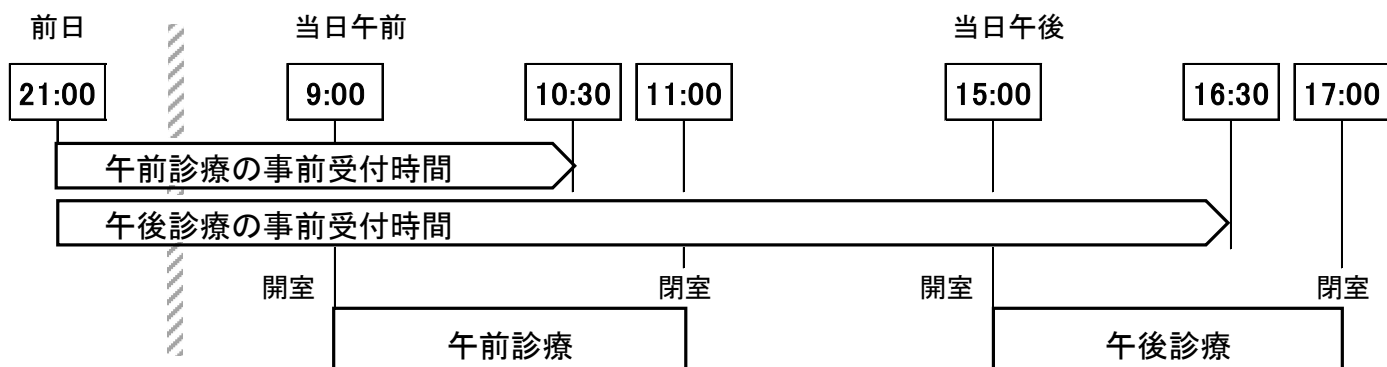 前日 当日午前 当日午後
21:00 9:00 10:30 11:00 15:00 16:30 17:00
午前診療の事前受付時間
午後診療の事前受付時間
開室 閉室 開室 閉室
午前診療 午後診療